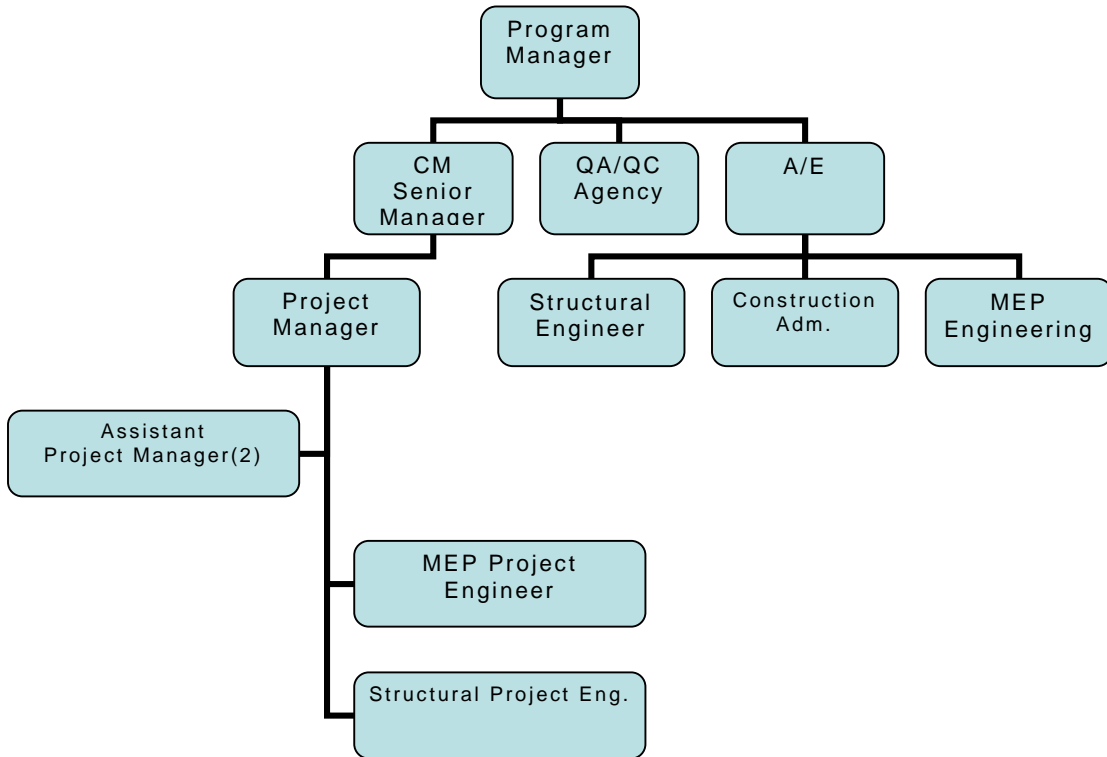 Program
Manager
CM
Senior
Manager
QA/QC
Agency
A/E
Project
Manager
Structural
Engineer
Construction
Adm.
MEP
Engineering
Assistant
Project Manager(2)
MEP Project
Engineer
Structural Project Eng.